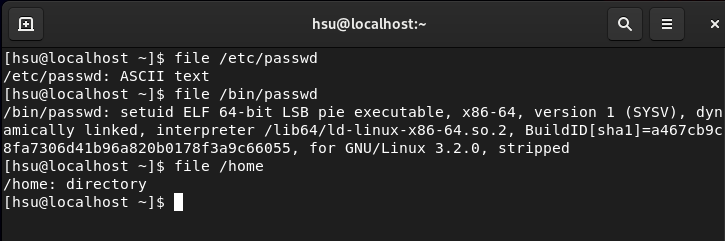 hsu@localhost:~
[hsu@localhost ~]$ file /etc/passwd
/etc/passwd: ASCII text
[hsu@localhost ~]$ file /bin/passwd
/bin/passwd: setuid ELF 64-bit LSB pie executable, x86-64, version 1 (SYSV), dyn
amically linked, interpreter /lib64/ld-linux-x86-64.so.2, BuildID[sha1]=a467cb9c
8fa7306d41b96a820b0178f3a9c66055, for GNU/Linux 3.2.0, stripped
[hsu@localhost ~]$ file /home
/home: directory
[hsu@localhost ~]$